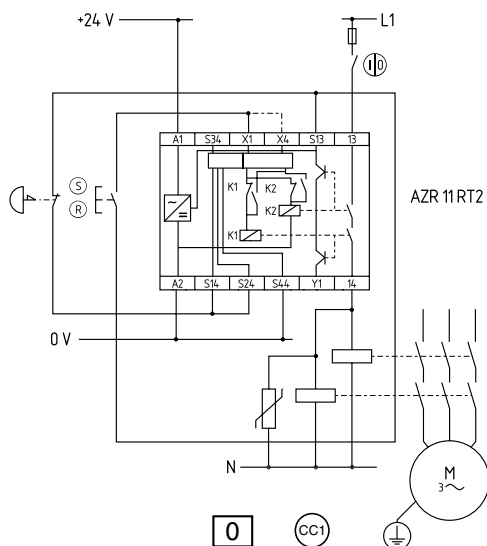 +24 V
L1
I 0
A1 S34 X1 X4 S13 13
S
R
K1 K2
K2
K1
AZR 11 RT2
A2 S14 S24 S44 Y1 14
0 V
M
3~
N
0
CC1